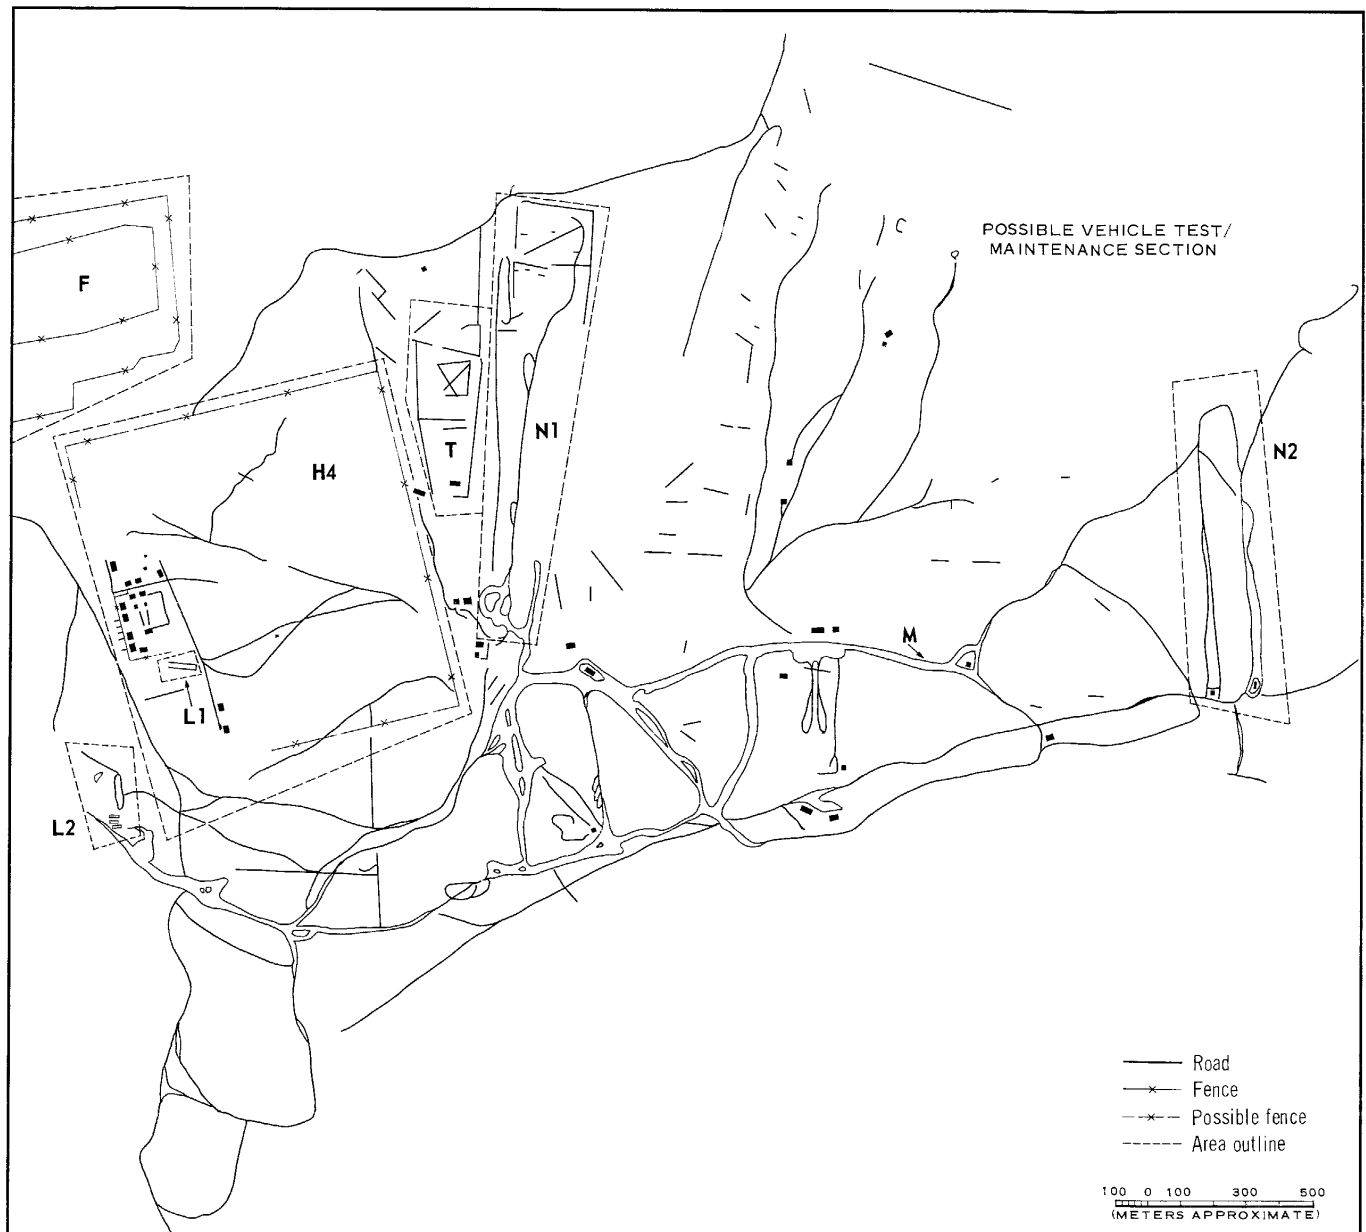 POSSIBLE VEHICLE TEST/
MAINTENANCE SECTION
F
H4
T
N1
N2
M
L1
L2
Road
Fence
Possible fence
Area outline
100 0 100 300 500
(METERS APPROXIMATE)